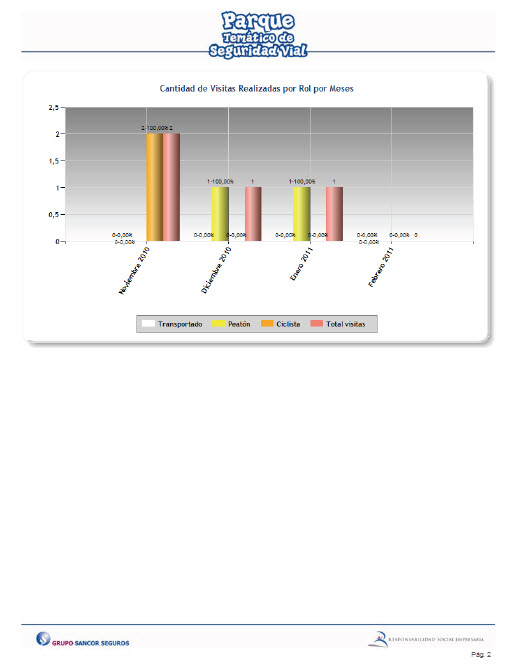 Parque
Temático de
Seguridad Vial
Cantidad de Visitas Realizadas por Rol por Meses
2,5
2
1,5
1
0,5
0
0-0,00%
0-0,00%
2-100,00%
2
0-0,00%
1-100,00%
0-0,00%
1
0-0,00%
1-100,00%
0-0,00%
1
0-0,00%
0-0,00%
0-0,00%
0
Noviembre 2010
Diciembre 2010
Enero 2011
Febrero 2011
Transportado Peatón Ciclista Total visitas
GRUPO SANCOR SEGUROS
RESPONSABILIDAD SOCIAL EMPRESARIA
Pág. 2